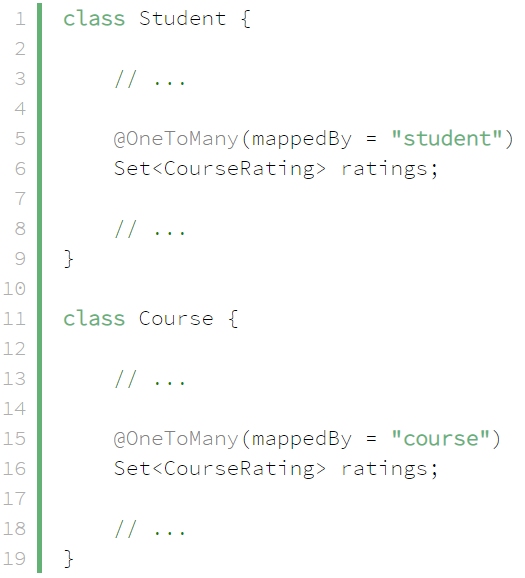 1 class Student {
2
3     // ...
4
5     @OneToMany(mappedBy = "student")
6     Set<CourseRating> ratings;
7
8     // ...
9 }
10
11 class Course {
12
13     // ...
14
15     @OneToMany(mappedBy = "course")
16     Set<CourseRating> ratings;
17
18     // ...
19 }